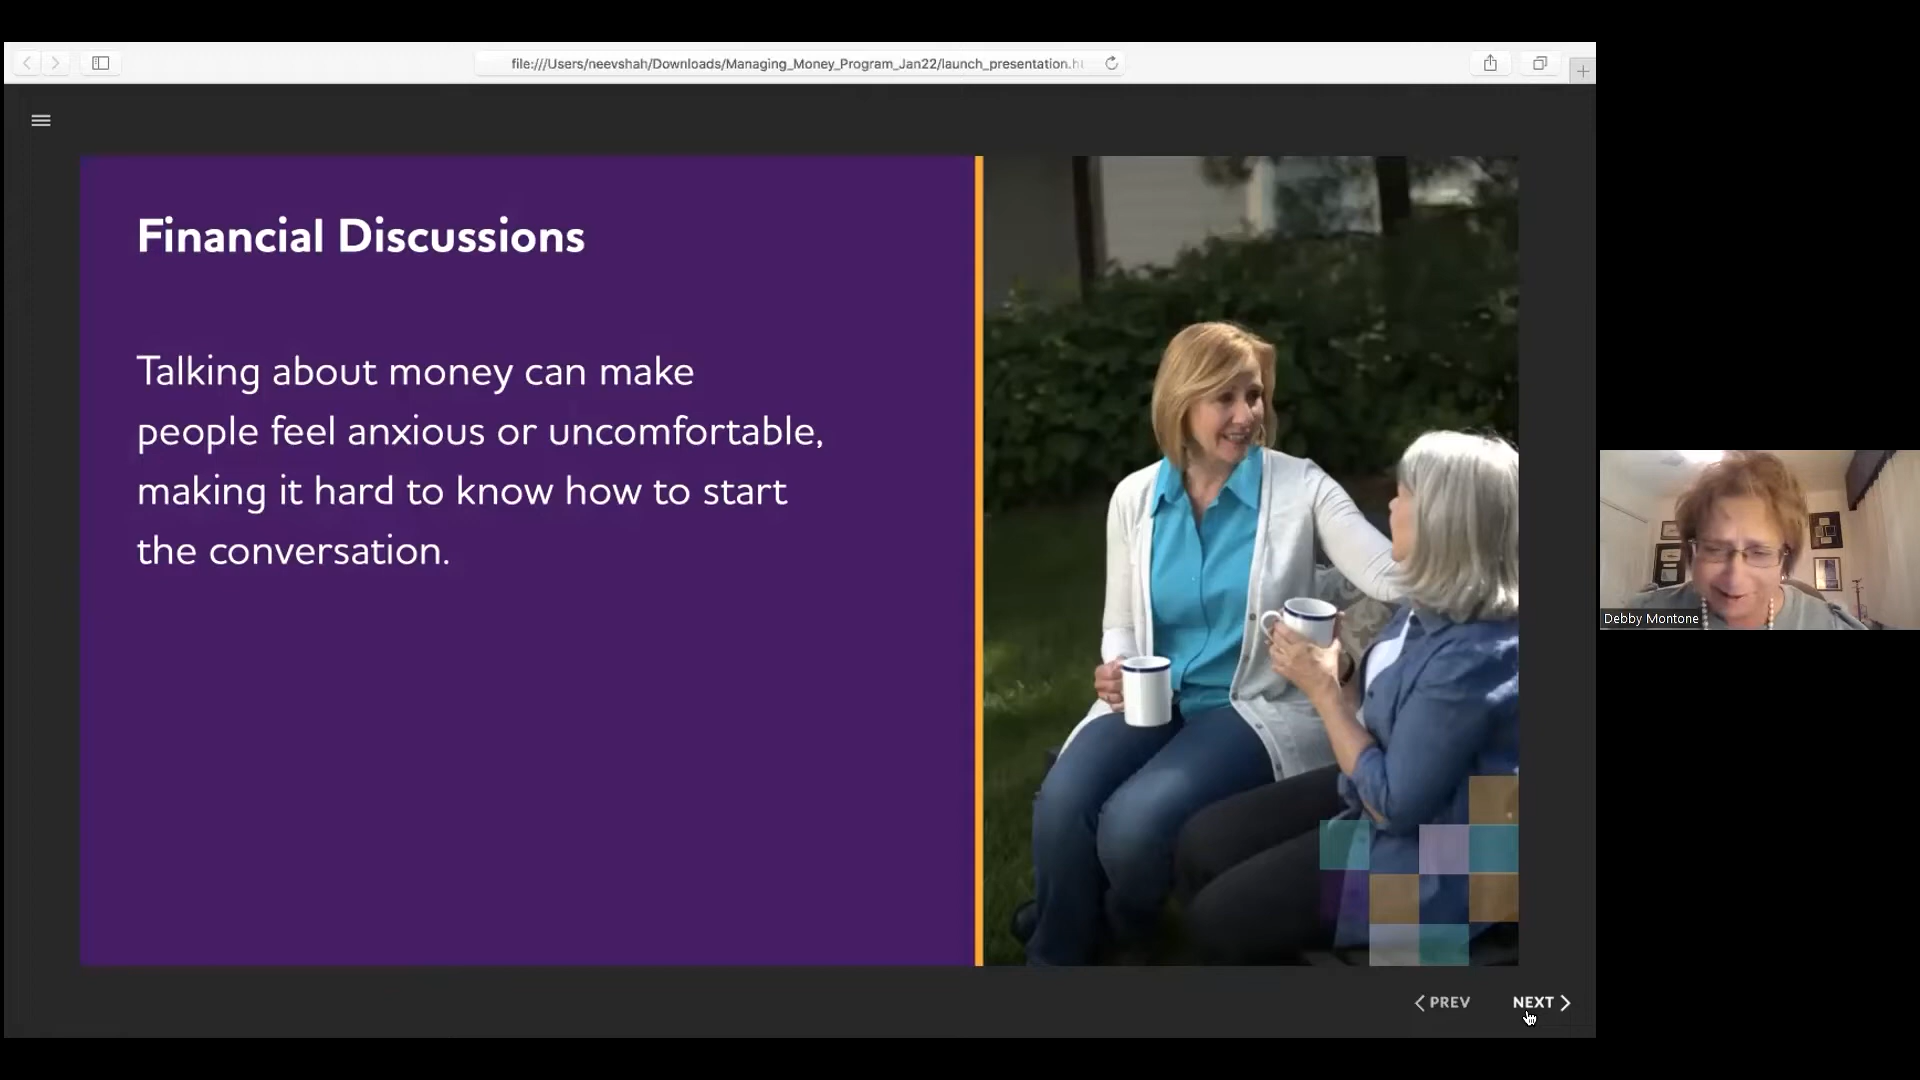 file:///Users/neevshah/Downloads/Managing_Money_Program_Jan22/launch_presentation.h
Financial Discussions
Talking about money can make
people feel anxious or uncomfortable,
making it hard to know how to start
the conversation.
Debby Montone
PREV
NEXT